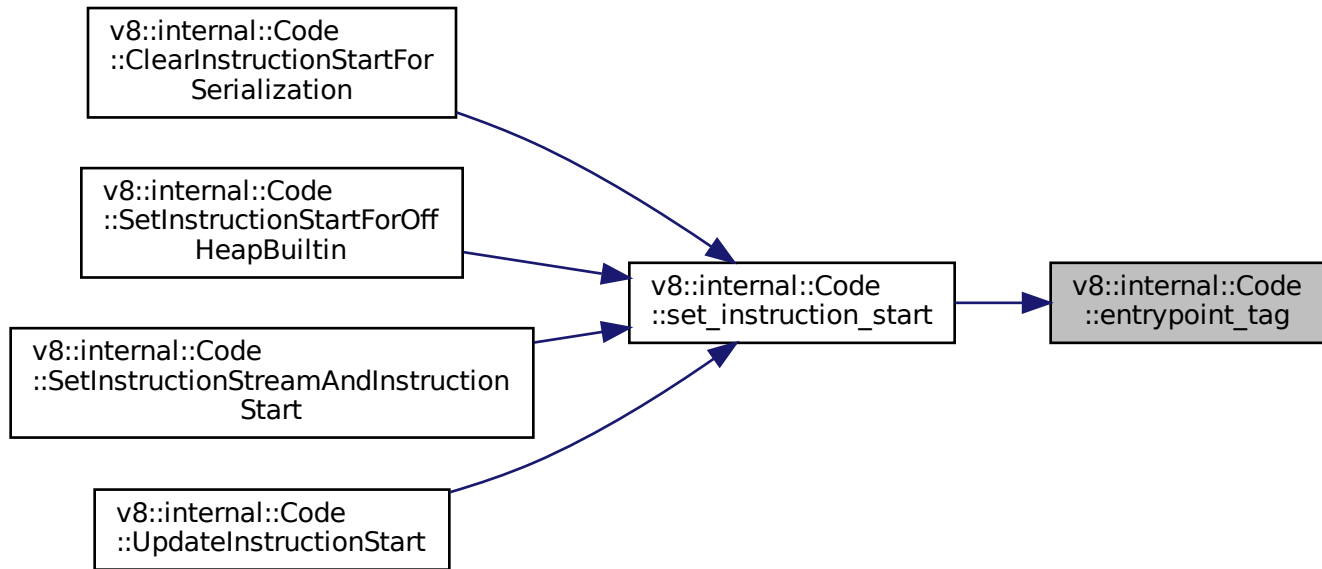 v8::internal::Code
::ClearInstructionStartFor
Serialization
v8::internal::Code
::SetInstructionStartForOff
HeapBuiltin
v8::internal::Code
::SetInstructionStreamAndInstruction
Start
v8::internal::Code
::UpdateInstructionStart
v8::internal::Code
::set_instruction_start
v8::internal::Code
::entrypoint_tag